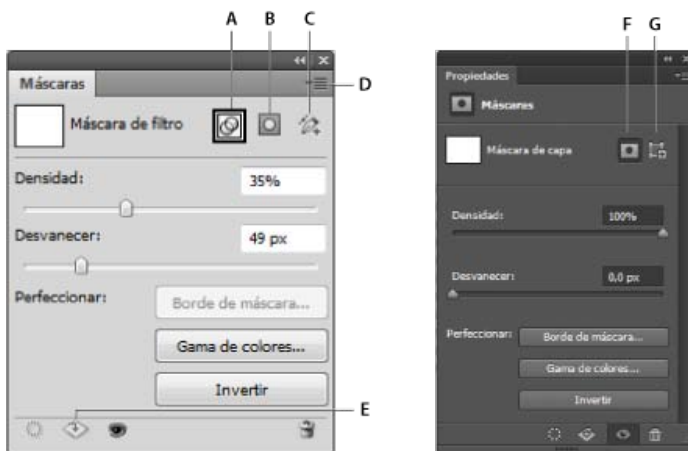 A B C
Máscaras
D
Máscara de filtro
Densidad: 35%
Desvanecer: 49 px
Perfeccionar: Borde de máscara...
Gama de colores...
Invertir
E
F G
Propiedades
Máscaras
Máscara de capa
Densidad: 100%
Desvanecer: 0,0 px
Perfeccionar: Borde de máscara...
Gama de colores...
Invertir